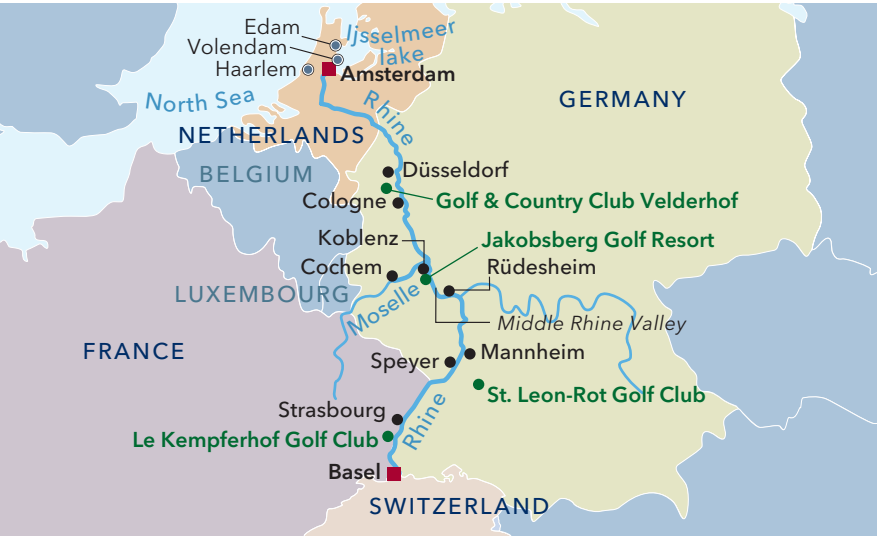 Edam
Ijsselmeer
lake
Volendam
Haarlem
Amsterdam
North Sea
Rhine
GERMANY
NETHERLANDS
BELGIUM
Düsseldorf
Cologne
Golf & Country Club Velderhof
Koblenz
Jakobsberg Golf Resort
Cochem
Rüdesheim
LUXEMBOURG
Moselle
Middle Rhine Valley
FRANCE
Speyer
Mannheim
St. Leon-Rot Golf Club
Strasbourg
Rhine
Le Kempferhof Golf Club
Basel
SWITZERLAND